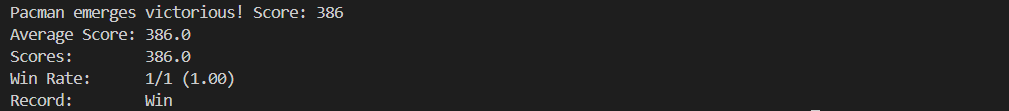 Pacman emerges victorious! Score: 386
Average Score: 386.0
Scores:        386.0
Win Rate:      1/1 (1.00)
Record:        Win